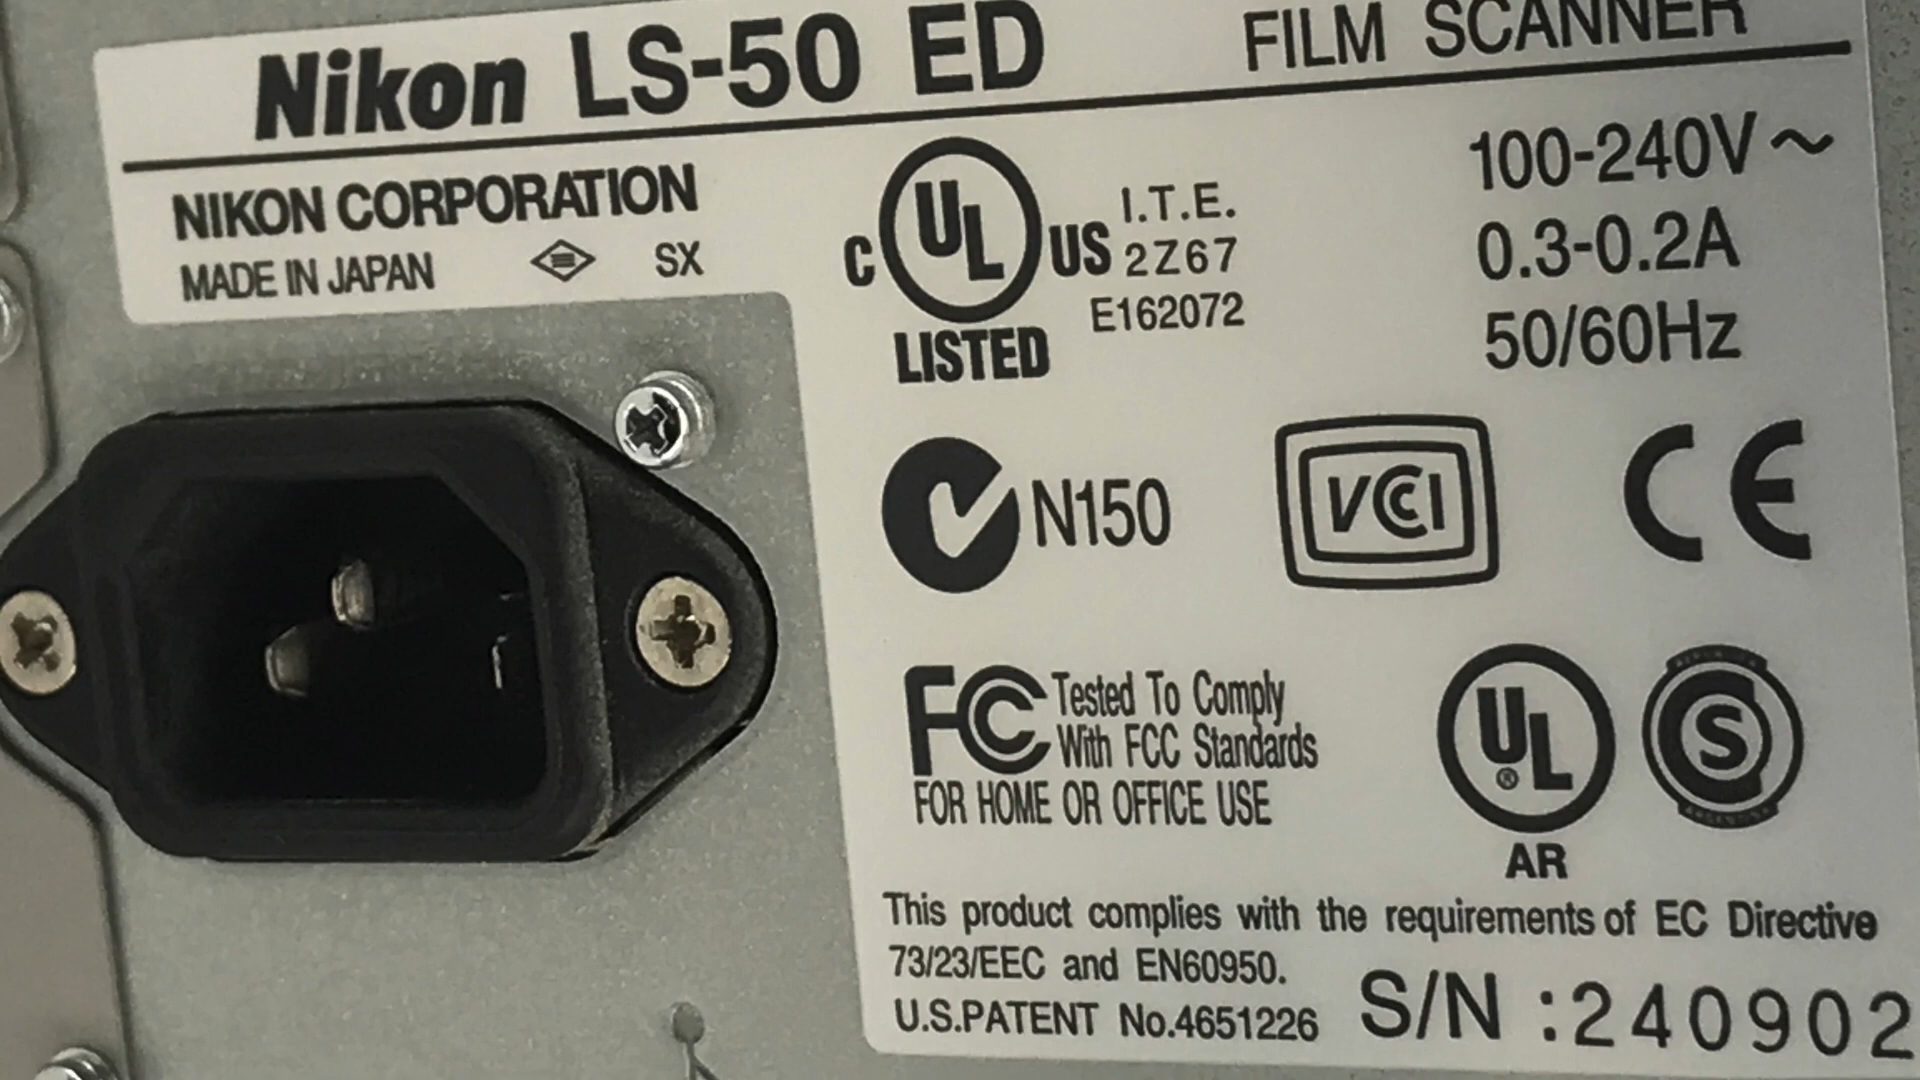 Nikon LS-50 ED FILM SCANNER
NIKON CORPORATION
MADE IN JAPAN SX
C UL US
LISTED
I.T.E.
2Z67
E162072
100-240V~
0.3-0.2A
50/60Hz
N150
VCCI
CE
FC Tested To Comply
With FCC Standards
FOR HOME OR OFFICE USE
UL®
AR
S
ARGENTINA
This product complies with the requirements of EC Directive
73/23/EEC and EN60950.
U.S.PATENT No.4651226
S/N :240902